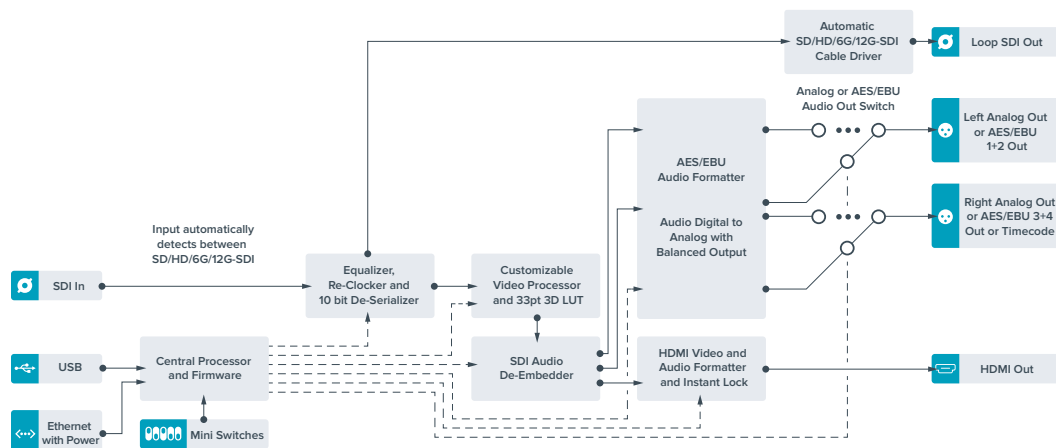 Automatic
SD/HD/6G/12G-SDI
Cable Driver
Loop SDI Out
Analog or AES/EBU
Audio Out Switch
Left Analog Out
or AES/EBU
1+2 Out
AES/EBU
Audio Formatter
Audio Digital to
Analog with
Balanced Output
Right Analog Out
or AES/EBU 3+4
Out or Timecode
Input automatically
detects between
SD/HD/6G/12G-SDI
SDI In
Equalizer,
Re-Clocker and
10 bit De-Serializer
Customizable
Video Processor
and 33pt 3D LUT
USB
Central Processor
and Firmware
SDI Audio
De-Embedder
HDMI Video and
Audio Formatter
and Instant Lock
HDMI Out
Ethernet
with Power
Mini Switches